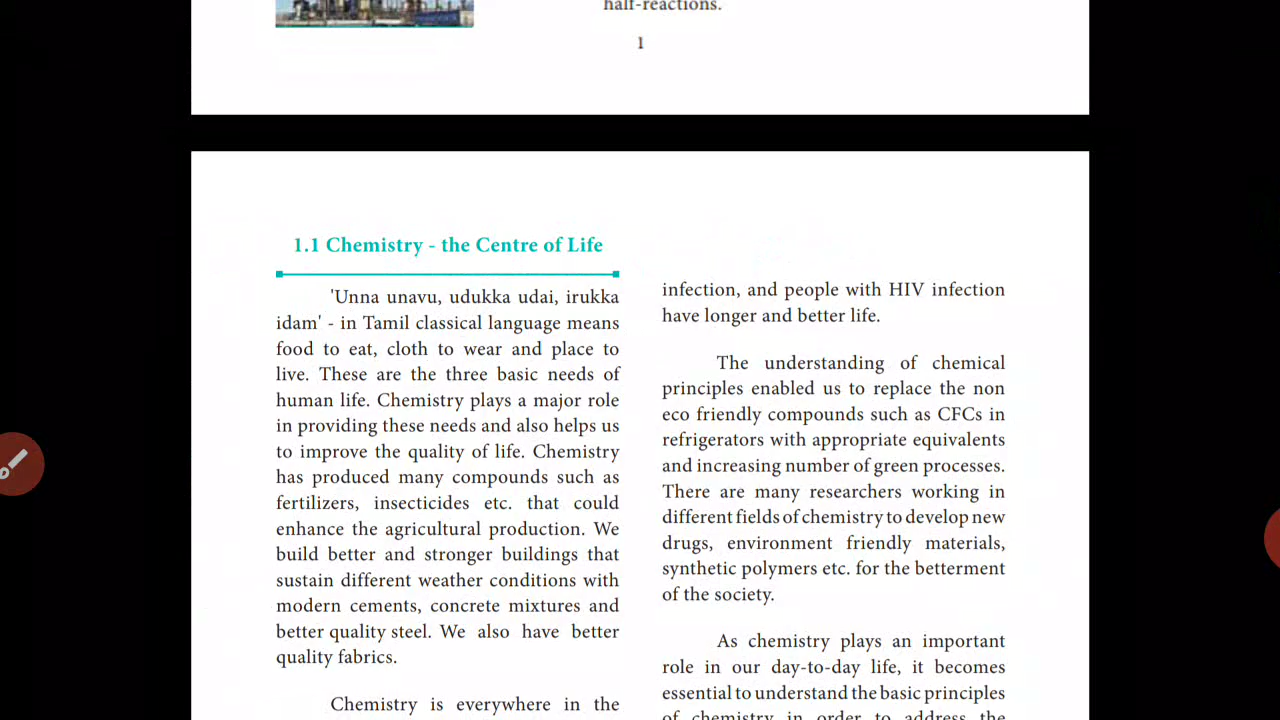 half-reactions.
1
1.1 Chemistry - the Centre of Life
'Unna unavu, udukka udai, irukka
idam' - in Tamil classical language means
food to eat, cloth to wear and place to
live. These are the three basic needs of
human life. Chemistry plays a major role
in providing these needs and also helps us
to improve the quality of life. Chemistry
has produced many compounds such as
fertilizers, insecticides etc. that could
enhance the agricultural production. We
build better and stronger buildings that
sustain different weather conditions with
modern cements, concrete mixtures and
better quality steel. We also have better
quality fabrics.
Chemistry is everywhere in the
infection, and people with HIV infection
have longer and better life.
The understanding of chemical
principles enabled us to replace the non
eco friendly compounds such as CFCs in
refrigerators with appropriate equivalents
and increasing number of green processes.
There are many researchers working in
different fields of chemistry to develop new
drugs, environment friendly materials,
synthetic polymers etc. for the betterment
of the society.
As chemistry plays an important
role in our day-to-day life, it becomes
essential to understand the basic principles
of chemistry in order to address the